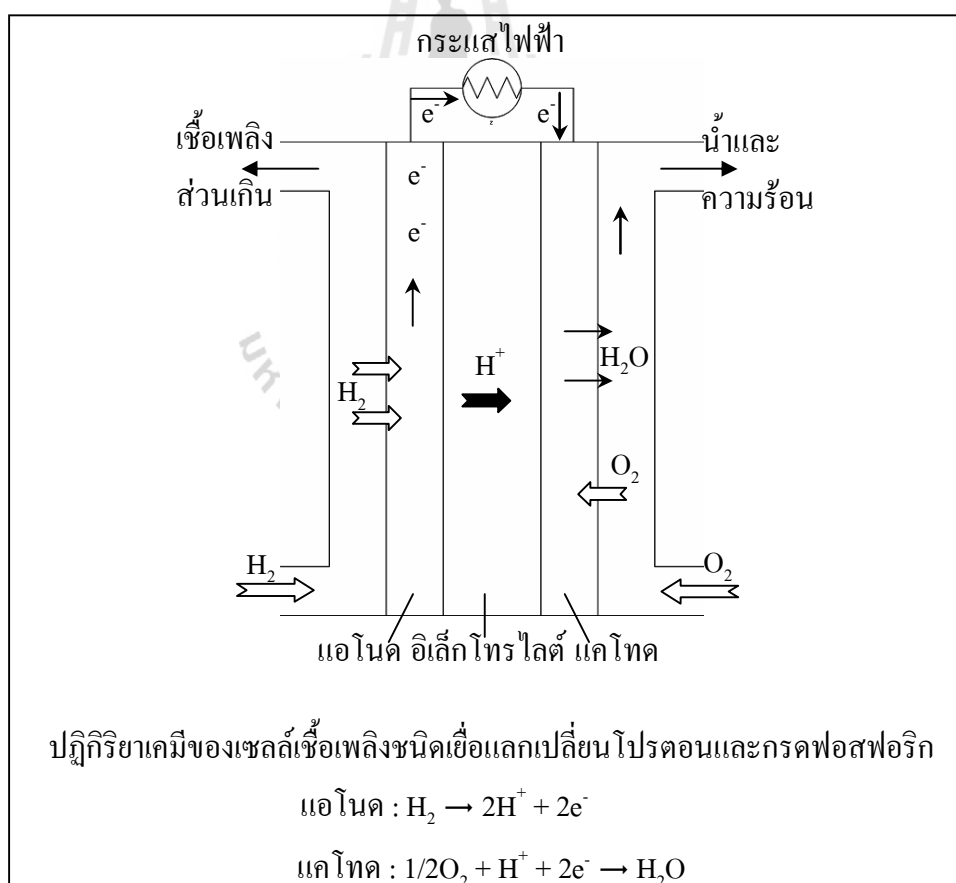 กระแสไฟฟ้า
e⁻ e⁻
เชื้อเพลิง
ส่วนเกิน
น้ำและ
ความร้อน
e⁻
e⁻
H₂
H⁺
H₂O
O₂
H₂
O₂
แอโนด อิเล็กโทรไลต์ แคโทด
ปฏิกิริยาเคมีของเซลล์เชื้อเพลิงชนิดเยื่อแลกเปลี่ยนโปรตอนและกรดฟอสฟอริก
แอโนด : H₂ → 2H⁺ + 2e⁻
แคโทด : 1/2O₂ + H⁺ + 2e⁻ → H₂O